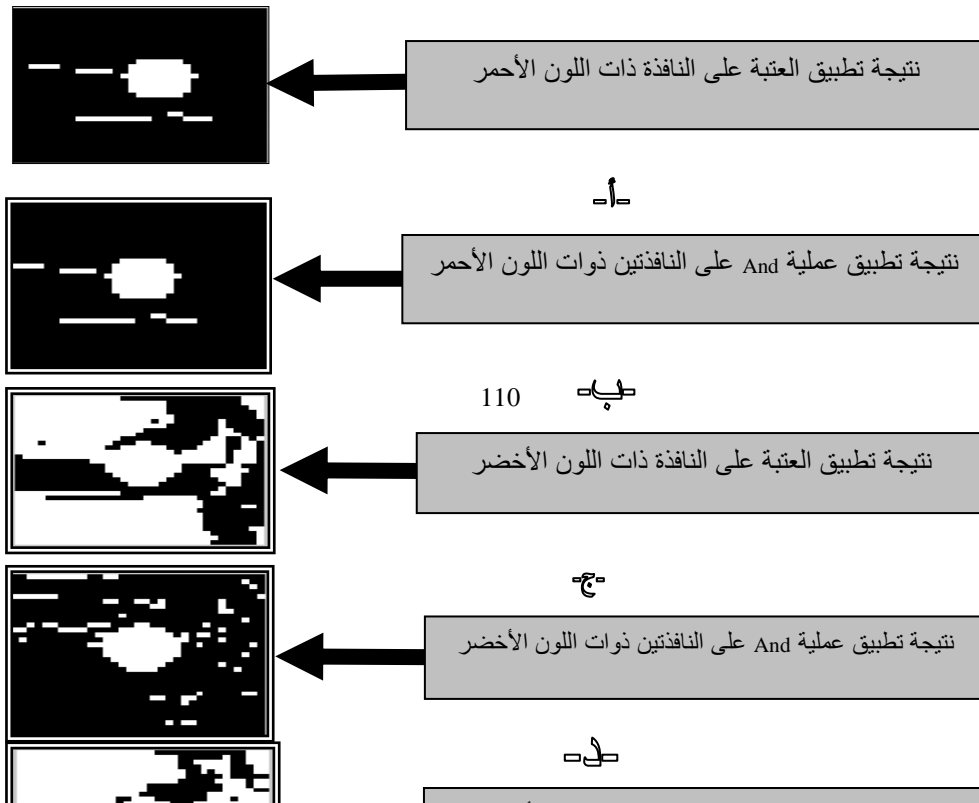 نتيجة تطبيق العتبة على النافذة ذات اللون الأحمر
-أ-
نتيجة تطبيق عملية And على النافذتين ذوات اللون الأحمر
-ب- 110
نتيجة تطبيق العتبة على النافذة ذات اللون الأخضر
-ج-
نتيجة تطبيق عملية And على النافذتين ذوات اللون الأخضر
-د-